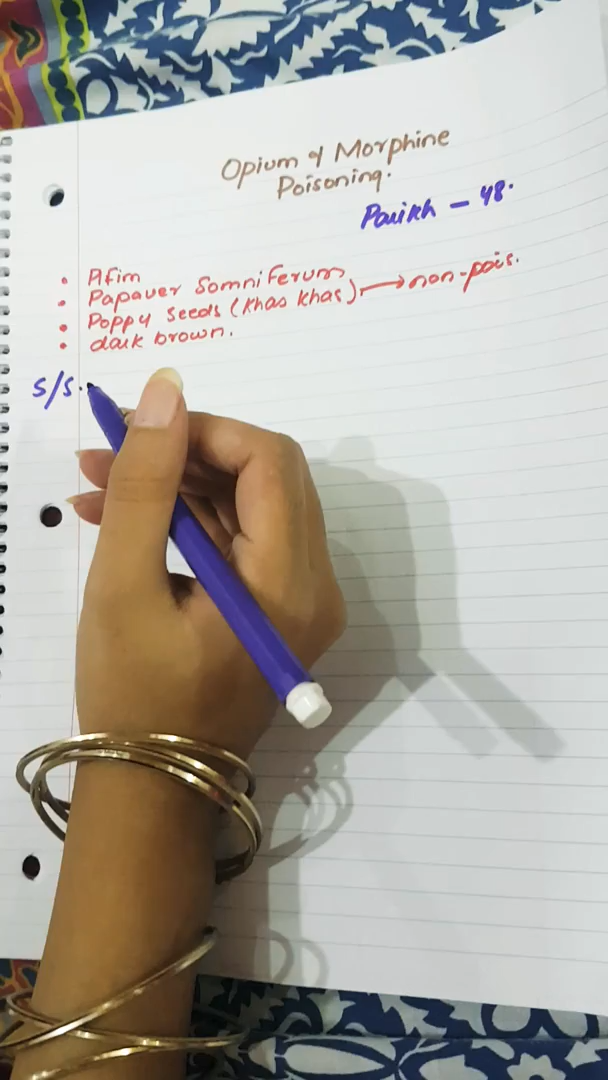 Opium & Morphine
Poisoning.
Parikh - 48.
• Afim
• Papaver Somniferum
• Poppy seeds (Khas Khas) → non-pois.
• dark brown.
S/S.